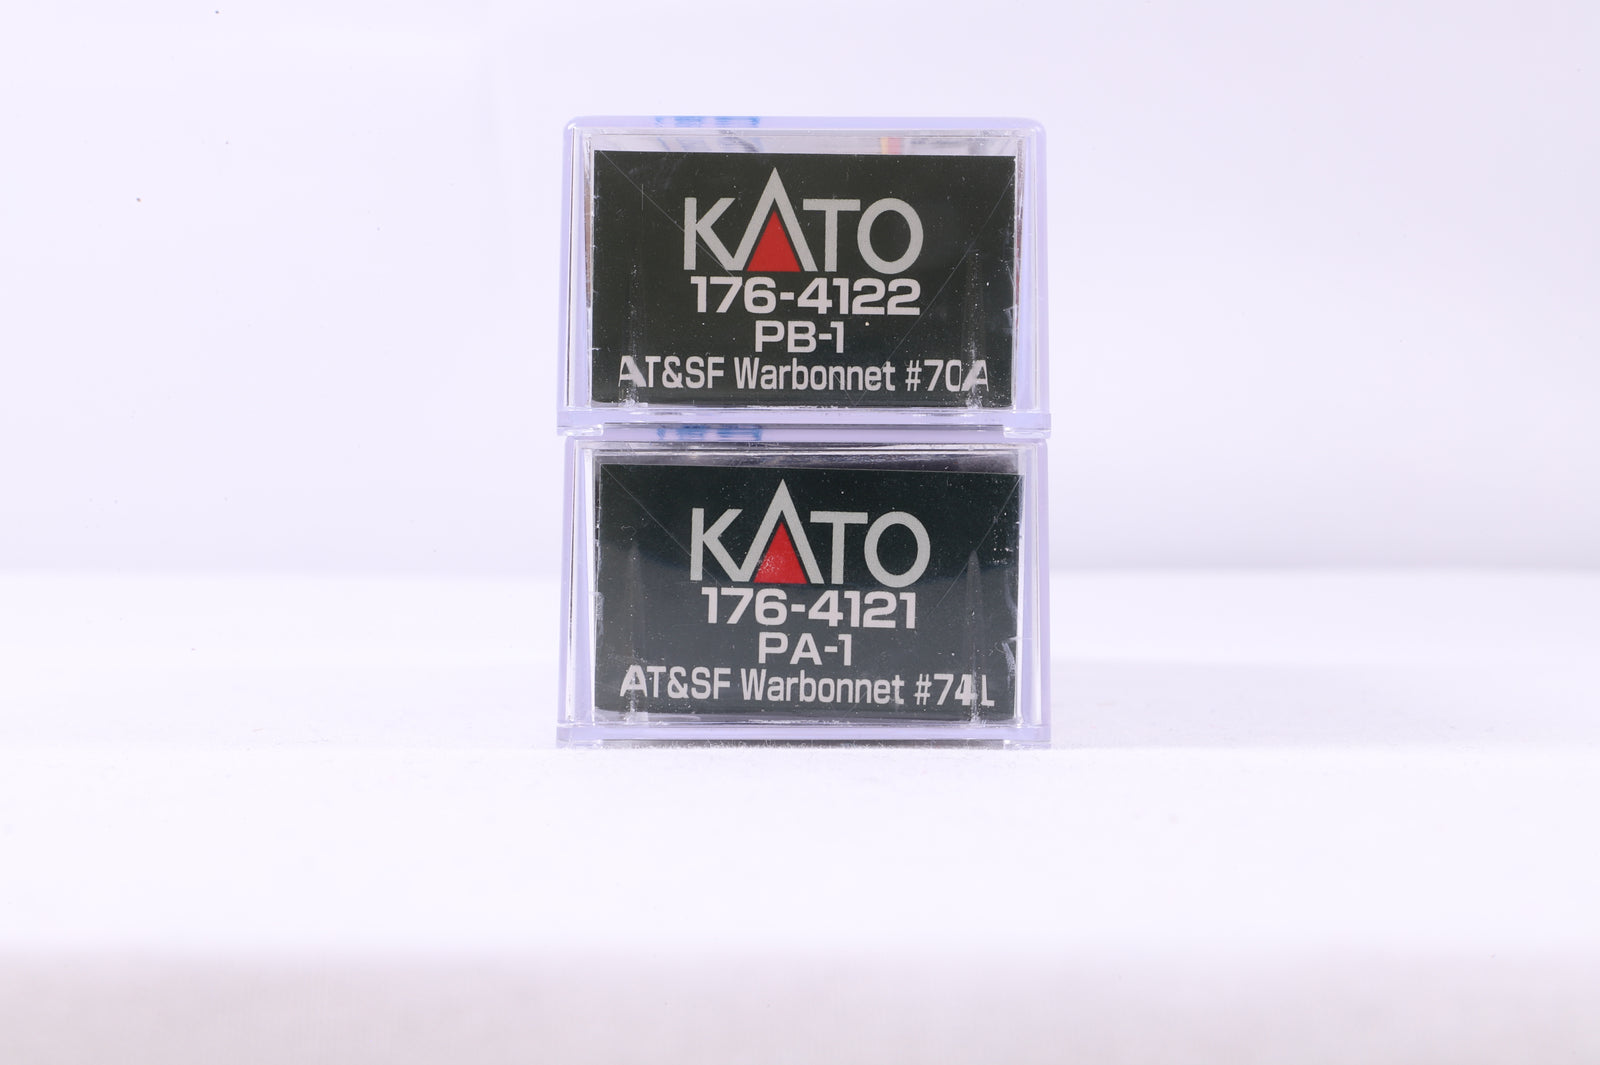 KATO
176-4122
PB-1
AT&SF Warbonnet #70A
KATO
176-4121
PA-1
AT&SF Warbonnet #74L